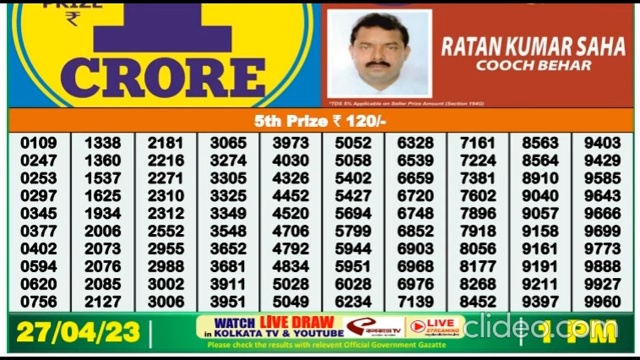 PRIZE
₹ 1
CRORE
RATAN KUMAR SAHA
COOCH BEHAR
*TDS 5% Applicable on Seller Prize Amount (Section 194G)
5th Prize ₹ 120/-
0109 1338 2181 3065 3973 5052 6328 7161 8563 9403
0247 1360 2216 3274 4030 5058 6539 7224 8564 9429
0253 1537 2271 3305 4326 5402 6659 7381 8910 9585
0297 1625 2310 3325 4452 5427 6720 7602 9040 9643
0345 1934 2312 3349 4520 5694 6748 7896 9057 9666
0377 2006 2552 3548 4706 5799 6852 7918 9158 9699
0402 2073 2955 3652 4792 5944 6903 8056 9161 9773
0594 2076 2988 3681 4834 5951 6968 8177 9191 9888
0620 2085 3002 3911 5028 6028 6976 8268 9211 9927
0756 2127 3006 3951 5049 6234 7139 8452 9397 9960
27/04/23 WATCH LIVE DRAW LIVE 1 PM
in KOLKATA TV & YOUTUBE STREAMING
Please check the results with relevent Official Government Gazatte
clideo.com